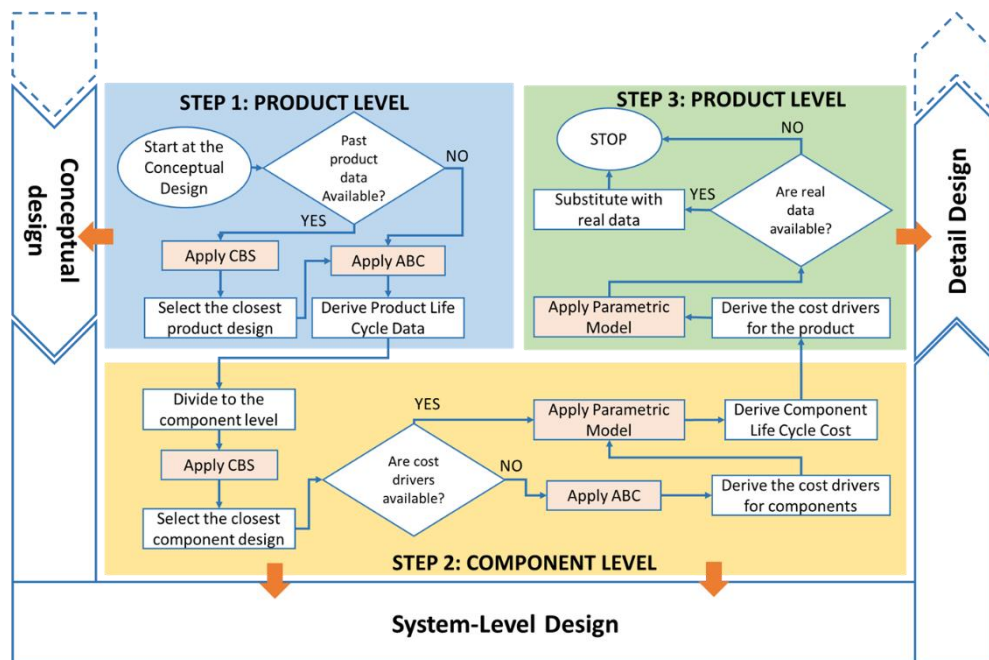 STEP 1: PRODUCT LEVEL
Start at the
Conceptual
Design
Past
product
data
Available?
NO
YES
Apply CBS
Apply ABC
Select the closest
product design
Derive Product Life
Cycle Data
STEP 3: PRODUCT LEVEL
STOP
NO
Substitute with
real data
YES
Are real
data
available?
Apply Parametric
Model
Derive the cost drivers
for the product
Conceptual
design
Detail Design
Divide to the
component level
Apply CBS
Select the closest
component design
YES
Are cost
drivers
available?
NO
Apply Parametric
Model
Derive Component
Life Cycle Cost
Apply ABC
Derive the cost drivers
for components
STEP 2: COMPONENT LEVEL
System-Level Design